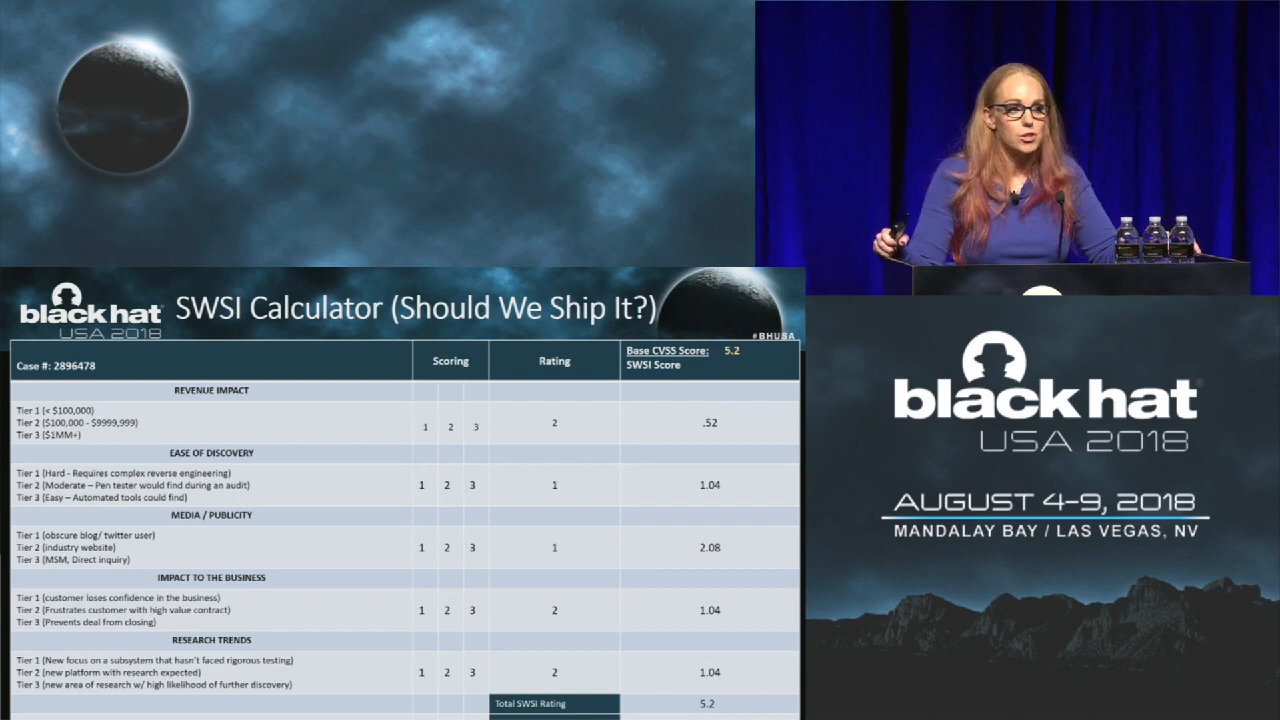 black hat
USA 2018
SWSI Calculator (Should We Ship It?)
#BHUSA
Case #: 2896478
Scoring
Rating
Base CVSS Score: 5.2
SWSI Score
REVENUE IMPACT
Tier 1 (< $100,000)
Tier 2 ($100,000 - $9999,999)
Tier 3 ($1MM+)
1 2 3
2
.52
EASE OF DISCOVERY
Tier 1 (Hard - Requires complex reverse engineering)
Tier 2 (Moderate – Pen tester would find during an audit)
Tier 3 (Easy – Automated tools could find)
1 2 3
1
1.04
MEDIA / PUBLICITY
Tier 1 (obscure blog/ twitter user)
Tier 2 (industry website)
Tier 3 (MSM, Direct inquiry)
1 2 3
1
2.08
IMPACT TO THE BUSINESS
Tier 1 (customer loses confidence in the business)
Tier 2 (Frustrates customer with high value contract)
Tier 3 (Prevents deal from closing)
1 2 3
2
1.04
RESEARCH TRENDS
Tier 1 (New focus on a subsystem that hasn't faced rigorous testing)
Tier 2 (new platform with research expected)
Tier 3 (new area of research w/ high likelihood of further discovery)
1 2 3
2
1.04
Total SWSI Rating
5.2
black hat
USA 2018
AUGUST 4-9, 2018
MANDALAY BAY / LAS VEGAS, NV